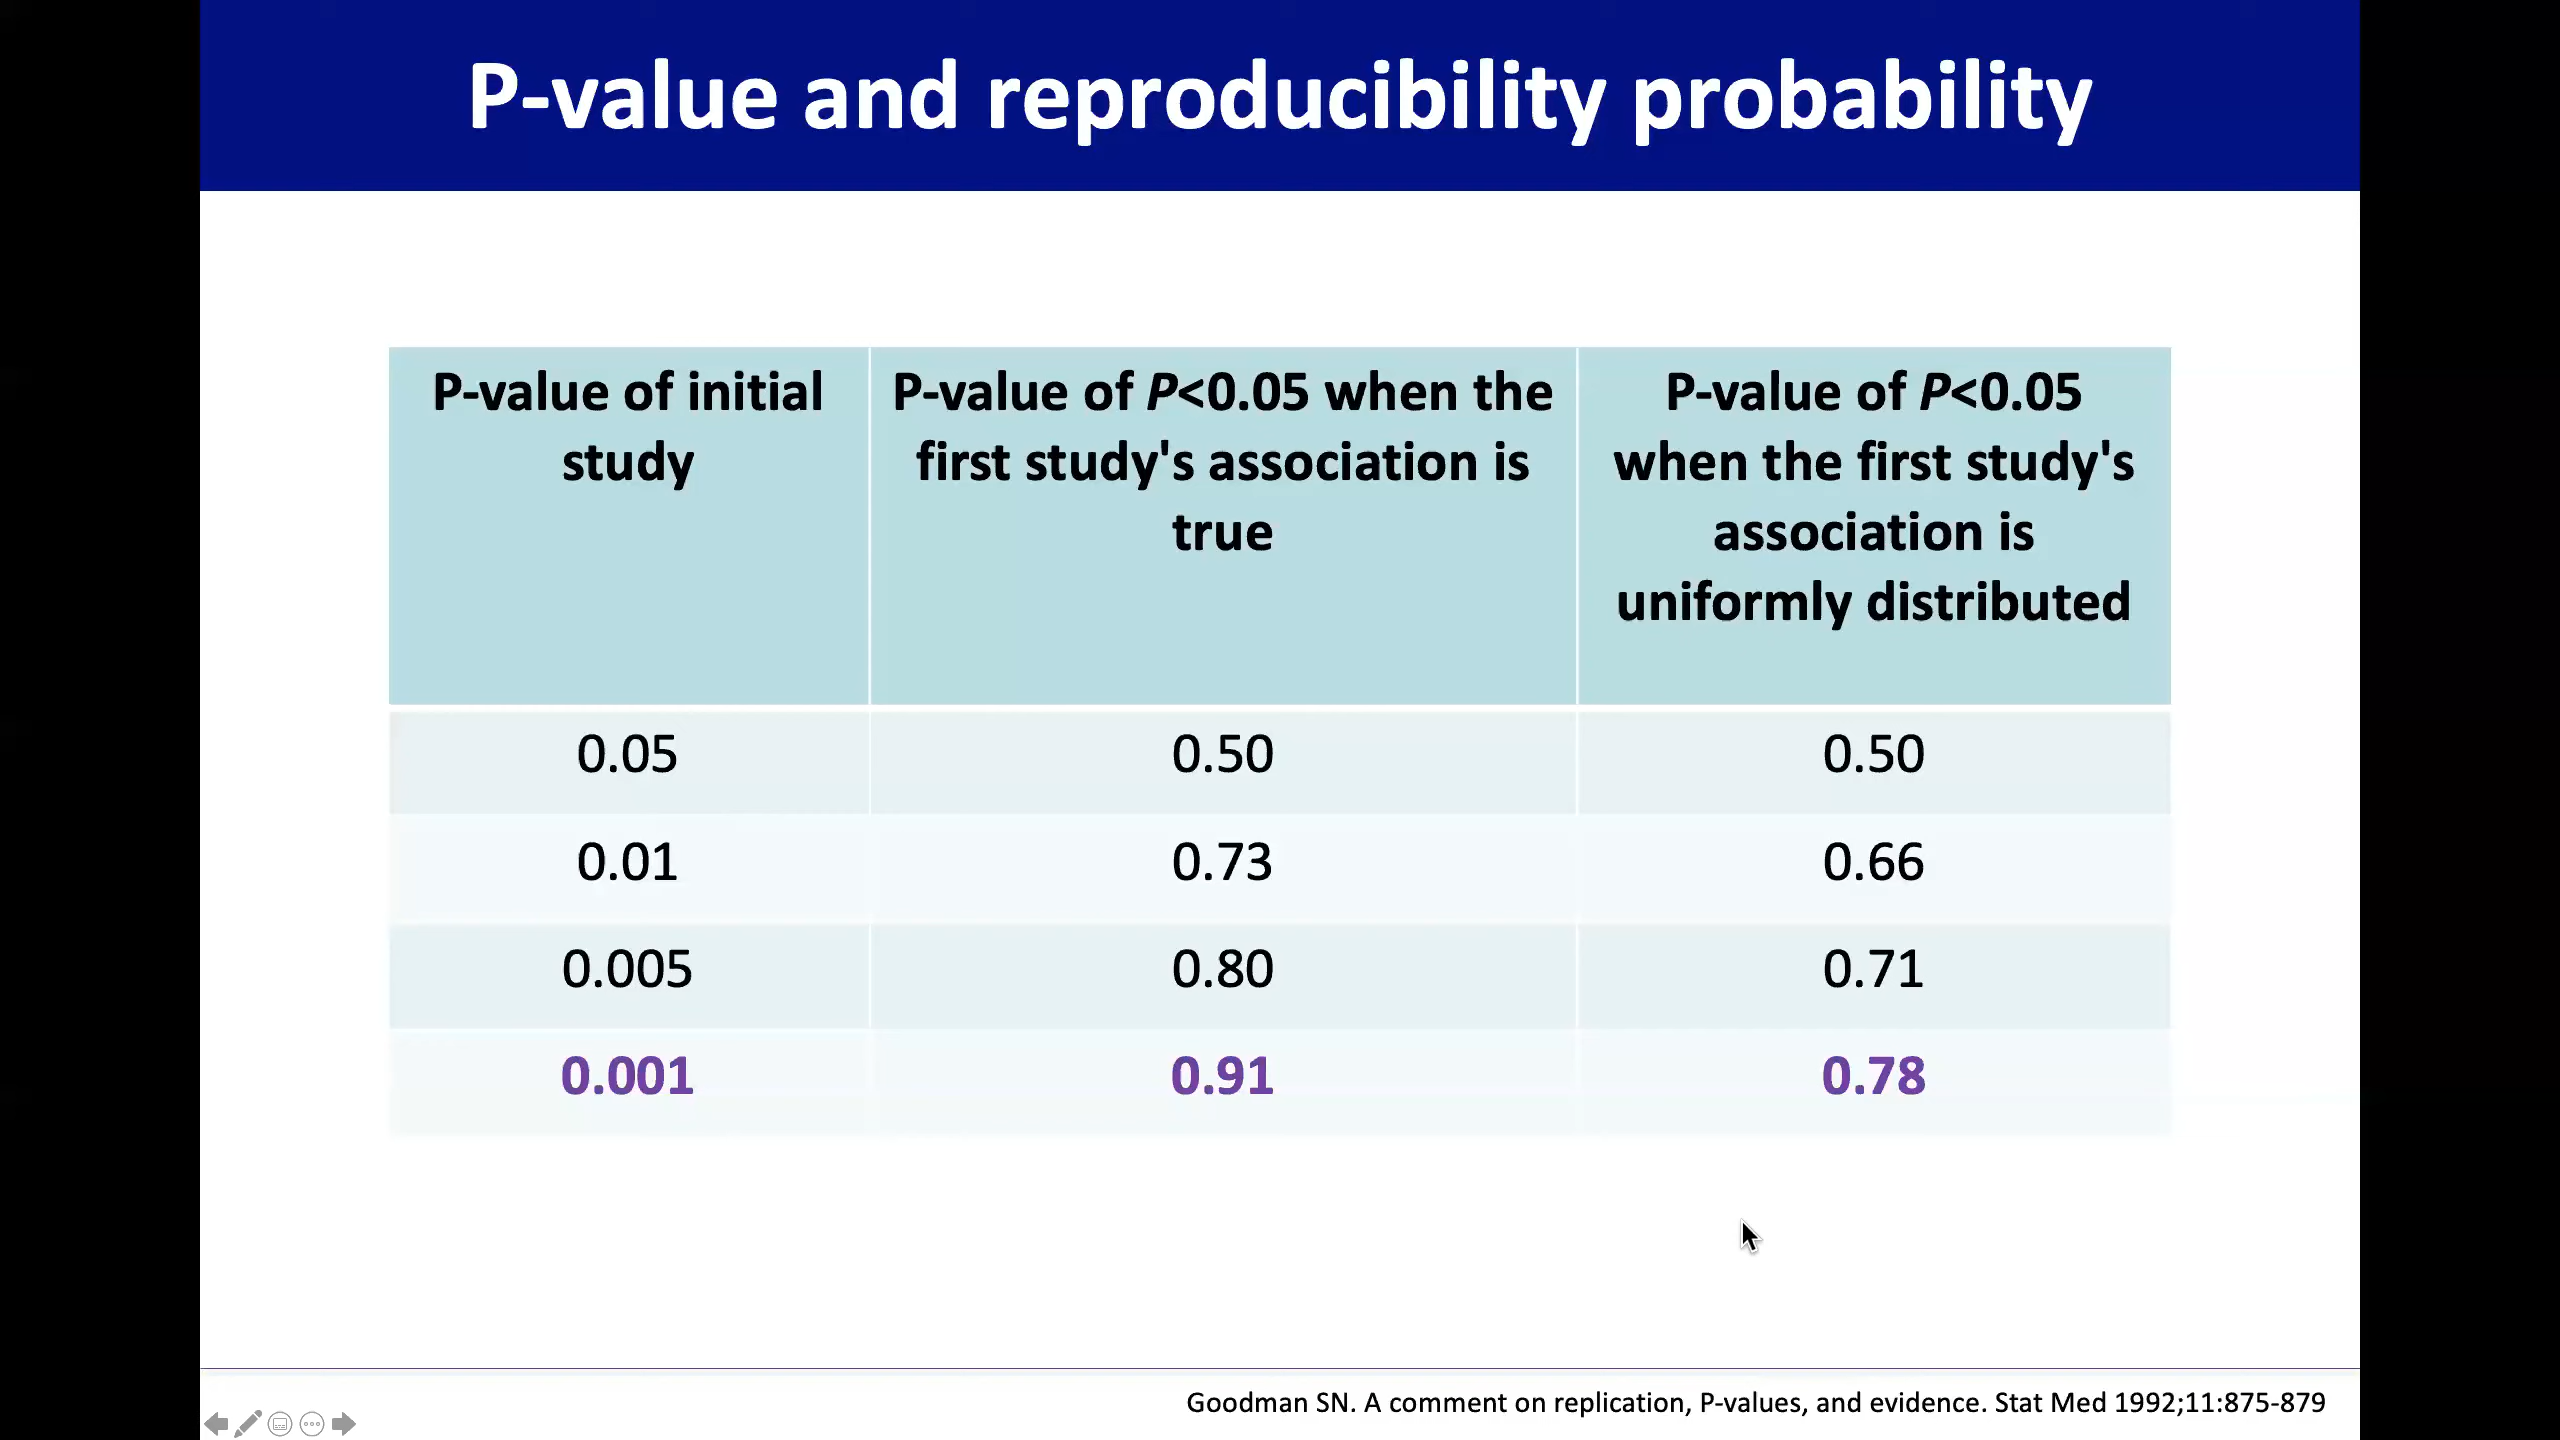 P-value and reproducibility probability
P-value of initial
study
P-value of P<0.05 when the
first study's association is
true
P-value of P<0.05
when the first study's
association is
uniformly distributed
0.05 0.50 0.50
0.01 0.73 0.66
0.005 0.80 0.71
0.001 0.91 0.78
Goodman SN. A comment on replication, P-values, and evidence. Stat Med 1992;11:875-879